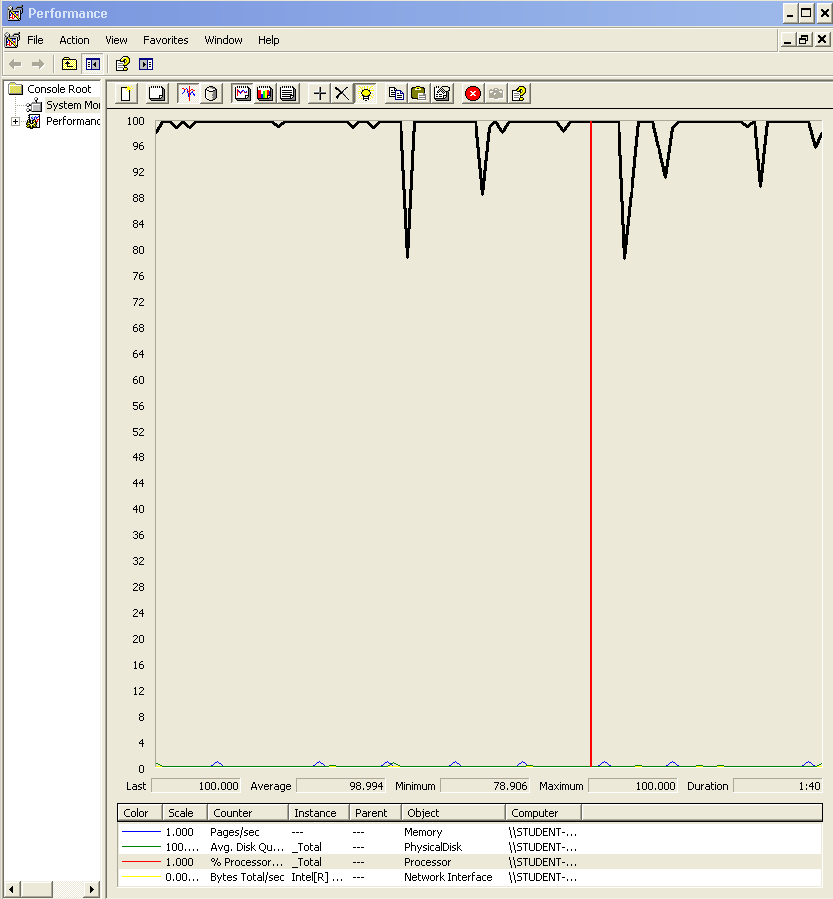 Performance
File Action View Favorites Window Help
Console Root
System Mo
Performanc
100
96
92
88
84
80
76
72
68
64
60
56
52
48
44
40
36
32
28
24
20
16
12
8
4
0
Last 100.000 Average 98.994 Minimum 78.906 Maximum 100.000 Duration 1:40
Color Scale Counter Instance Parent Object Computer
1.000 Pages/sec --- --- Memory \\STUDENT-...
100.... Avg. Disk Qu... _Total --- PhysicalDisk \\STUDENT-...
1.000 % Processor... _Total --- Processor \\STUDENT-...
0.00... Bytes Total/sec Intel[R] ... --- Network Interface \\STUDENT-...